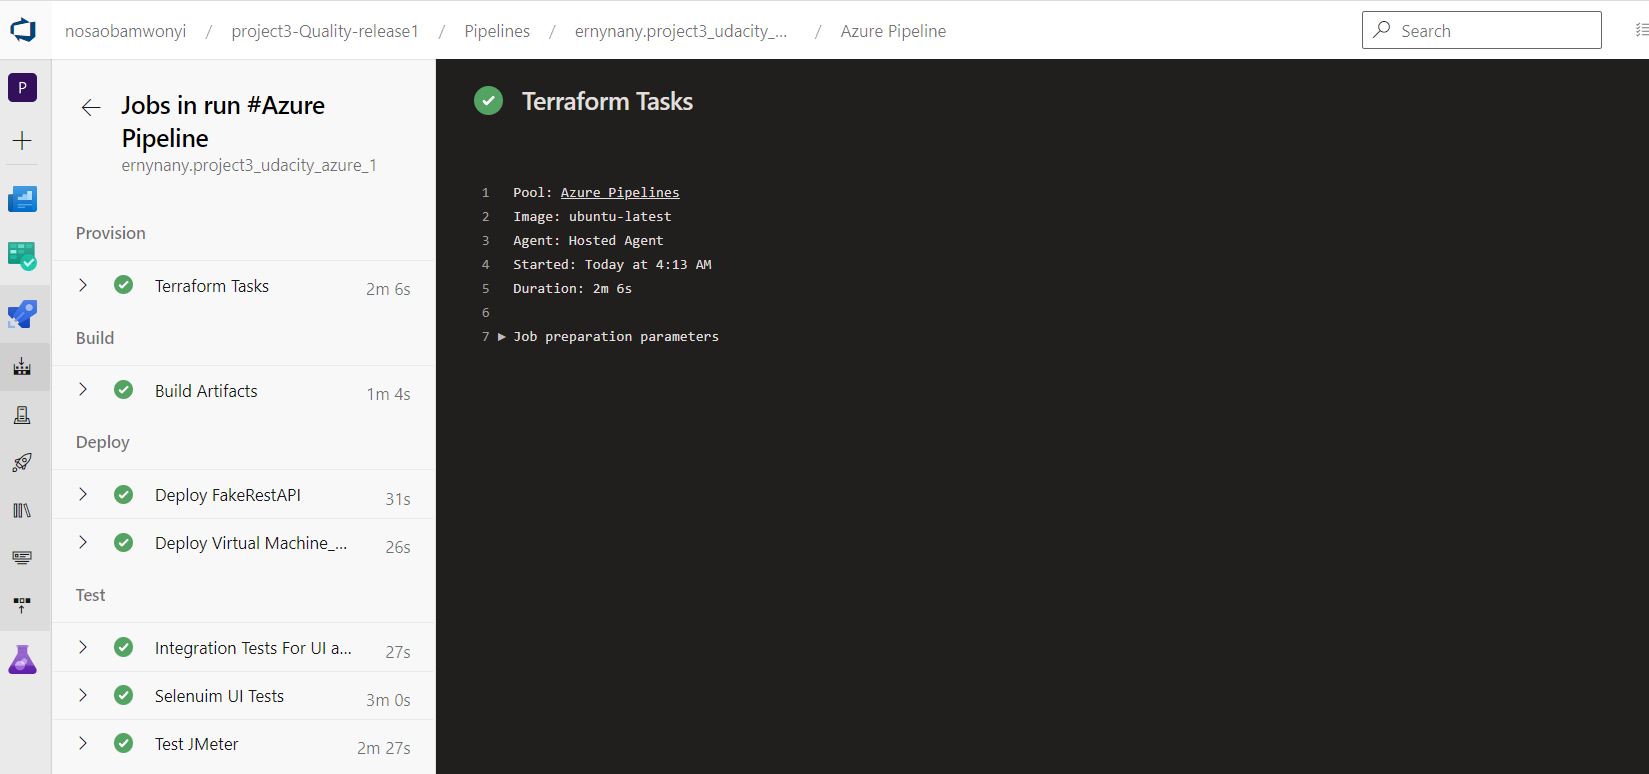 nosaobamwonyi / project3-Quality-release1 / Pipelines / ernynany.project3_udacity_... / Azure Pipeline
Search
P
Jobs in run #Azure
Pipeline
ernynany.project3_udacity_azure_1
Provision
Terraform Tasks 2m 6s
Build
Build Artifacts 1m 4s
Deploy
Deploy FakeRestAPI 31s
Deploy Virtual Machine_... 26s
Test
Integration Tests For UI a... 27s
Selenuim UI Tests 3m 0s
Test JMeter 2m 27s
Terraform Tasks
1 Pool: Azure Pipelines
2 Image: ubuntu-latest
3 Agent: Hosted Agent
4 Started: Today at 4:13 AM
5 Duration: 2m 6s
6
7 Job preparation parameters